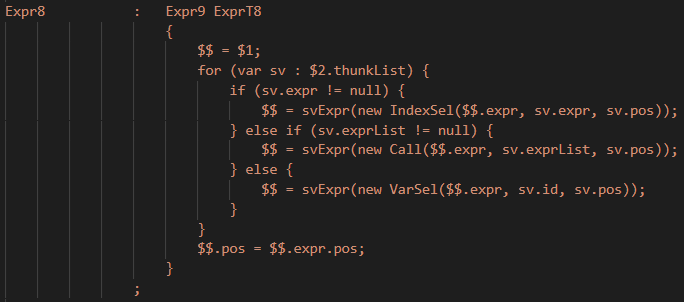 Expr8           :   Expr9 ExprT8
                    {
                        $$ = $1;
                        for (var sv : $2.thunkList) {
                            if (sv.expr != null) {
                                $$ = svExpr(new IndexSel($$.expr, sv.expr, sv.pos));
                            } else if (sv.exprList != null) {
                                $$ = svExpr(new Call($$.expr, sv.exprList, sv.pos));
                            } else {
                                $$ = svExpr(new VarSel($$.expr, sv.id, sv.pos));
                            }
                        }
                        $$.pos = $$.expr.pos;
                    }
                ;